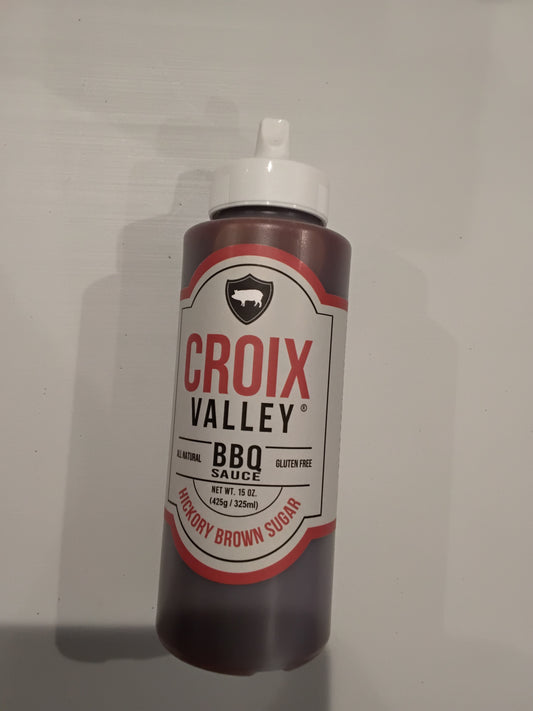 CROIX
VALLEY®
ALL NATURAL BBQ GLUTEN FREE
SAUCE
NET WT. 15 OZ.
(425g / 325ml)
HICKORY BROWN SUGAR